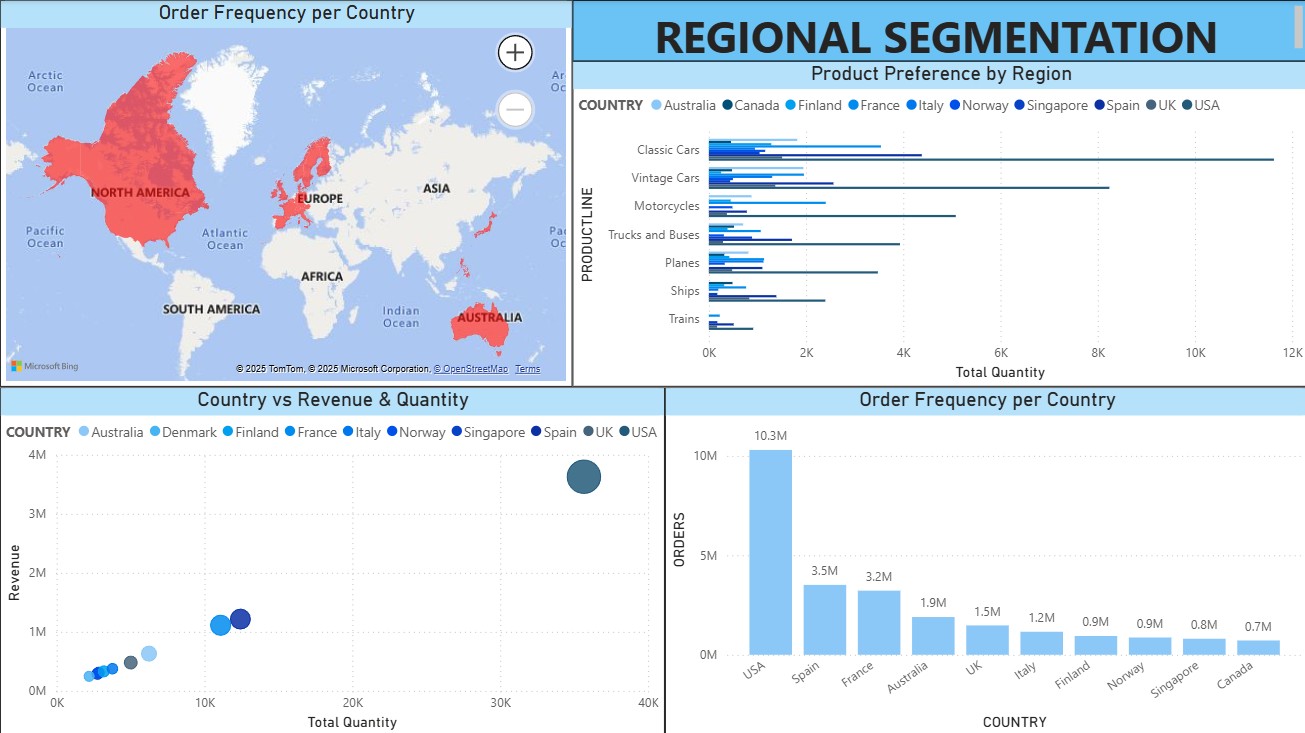 Order Frequency per Country
Arctic
Ocean
Ar
Oc
NORTH AMERICA
EUROPE
ASIA
Pacific
Ocean
Atlantic
Ocean
Pac
Oc
AFRICA
SOUTH AMERICA
Indian
Ocean
AUSTRALIA
Microsoft Bing
© 2025 TomTom, © 2025 Microsoft Corporation, © OpenStreetMap Terms
REGIONAL SEGMENTATION
Product Preference by Region
COUNTRY Australia Canada Finland France Italy Norway Singapore Spain UK USA
PRODUCTLINE
Classic Cars
Vintage Cars
Motorcycles
Trucks and Buses
Planes
Ships
Trains
0K 2K 4K 6K 8K 10K 12K
Total Quantity
Country vs Revenue & Quantity
COUNTRY Australia Denmark Finland France Italy Norway Singapore Spain UK USA
Revenue
4M
3M
2M
1M
0M
0K 10K 20K 30K 40K
Total Quantity
Order Frequency per Country
ORDERS
10M
5M
0M
10.3M 3.5M 3.2M 1.9M 1.5M 1.2M 0.9M 0.9M 0.8M 0.7M
USA Spain France Australia UK Italy Finland Norway Singapore Canada
COUNTRY